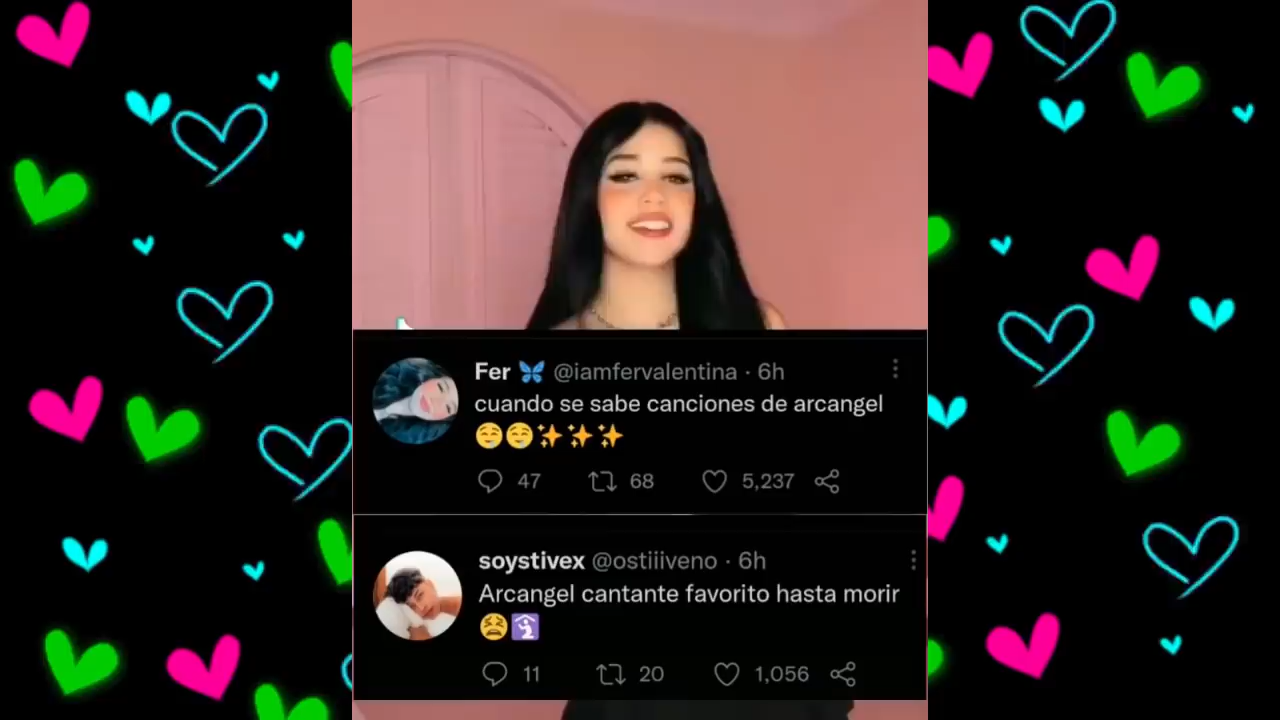 Fer 🦋 @iamfervalentina · 6h
cuando se sabe canciones de arcangel
🤤🤤✨✨✨
47 68 5,237
soystivex @ostiiiveno · 6h
Arcangel cantante favorito hasta morir
😫🛐
11 20 1,056